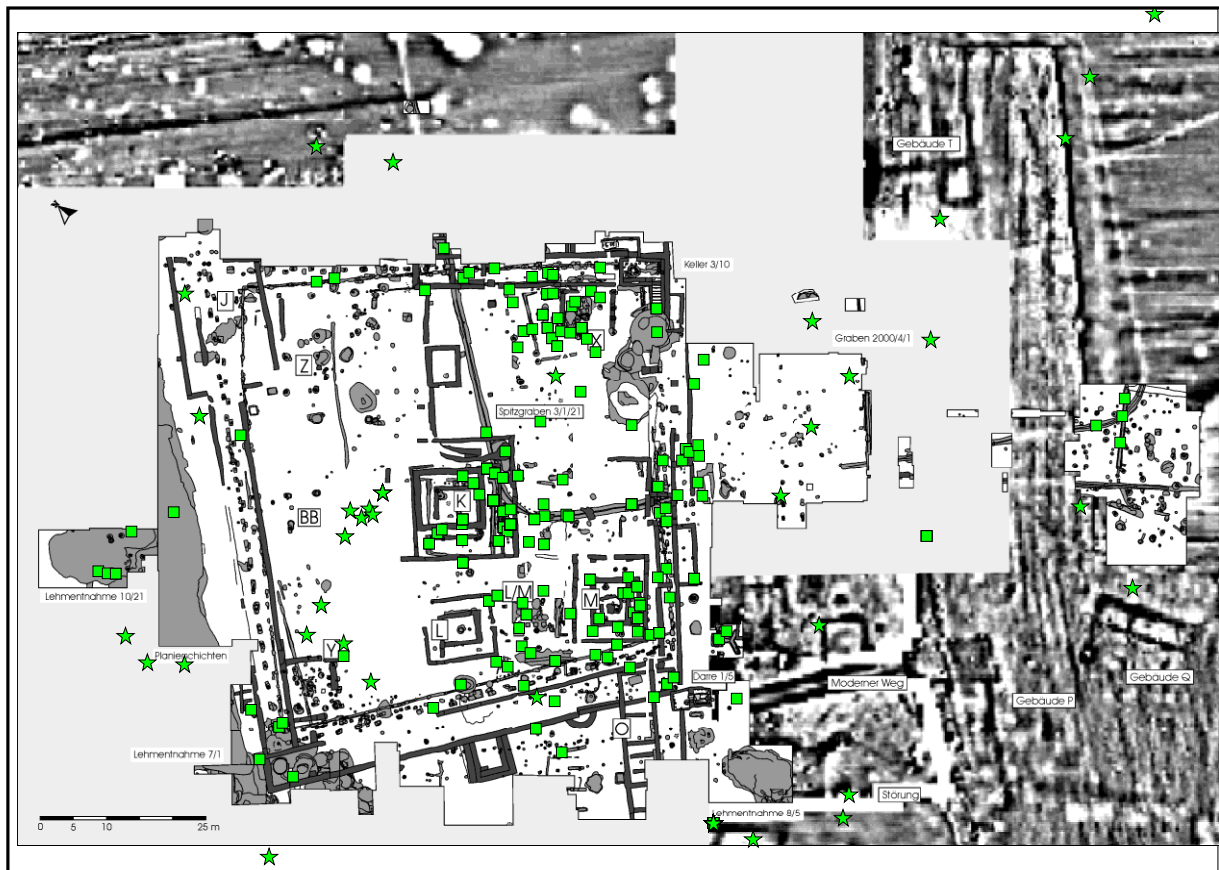 Gebäude T
Keller 3/10
J
Z
X
Graben 2000/4/1
Spitzgraben 3/1/21
K
BB
Lehmentnahme 10/21
L/M
M
L
Planierschichten
Y
Darre 1/5
Moderner Weg
Gebäude Q
Gebäude P
O
Lehmentnahme 7/1
Störung
Lehmentnahme 8/5
0 5 10 25 m